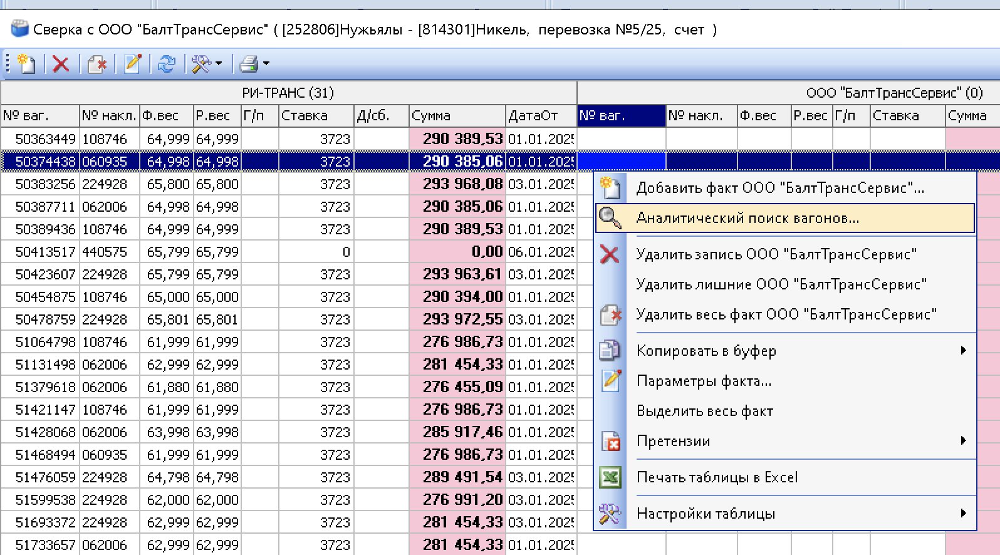 Сверка с ООО "БалтТрансСервис" ( [252806]Нужьялы - [814301]Никель,  перевозка №5/25,  счет  )
РИ-ТРАНС (31) ООО "БалтТрансСервис" (0)
№ ваг. № накл. Ф.вес Р.вес Г/п Ставка Д/сб. Сумма ДатаОт № ваг. № накл. Ф.вес Р.вес Г/п Ставка Сумма
50363449 108746 64,999 64,999 3723 290 389,53 01.01.2025
50374438 060935 64,998 64,998 3723 290 385,06 01.01.2025
50383256 224928 65,800 65,800 3723 293 968,08 03.01.2025
50387711 062006 64,998 64,998 3723 290 385,06 01.01.2025
50389436 108746 64,999 64,999 3723 290 389,53 01.01.2025
50413517 440575 65,799 65,799 0 0,00 06.01.2025
50423607 224928 65,799 65,799 3723 293 963,61 03.01.2025
50454875 108746 65,000 65,000 3723 290 394,00 01.01.2025
50478759 224928 65,801 65,801 3723 293 972,55 03.01.2025
51064798 108746 61,999 61,999 3723 276 986,73 01.01.2025
51131498 062006 62,999 62,999 3723 281 454,33 01.01.2025
51379618 062006 61,880 61,880 3723 276 455,09 01.01.2025
51421147 108746 61,999 61,999 3723 276 986,73 01.01.2025
51428068 062006 63,998 63,998 3723 285 917,46 01.01.2025
51468494 060935 61,999 61,999 3723 276 986,73 01.01.2025
51476059 224928 64,798 64,798 3723 289 491,54 03.01.2025
51599538 224928 62,000 62,000 3723 276 991,20 03.01.2025
51693372 224928 62,999 62,999 3723 281 454,33 03.01.2025
51733657 062006 62,999 62,999 3723 281 454,33 01.01.2025
Добавить факт ООО "БалтТрансСервис"...
Аналитический поиск вагонов...
Удалить запись ООО "БалтТрансСервис"
Удалить лишние ООО "БалтТрансСервис"
Удалить весь факт ООО "БалтТрансСервис"
Копировать в буфер
Параметры факта...
Выделить весь факт
Претензии
Печать таблицы в Excel
Настройки таблицы